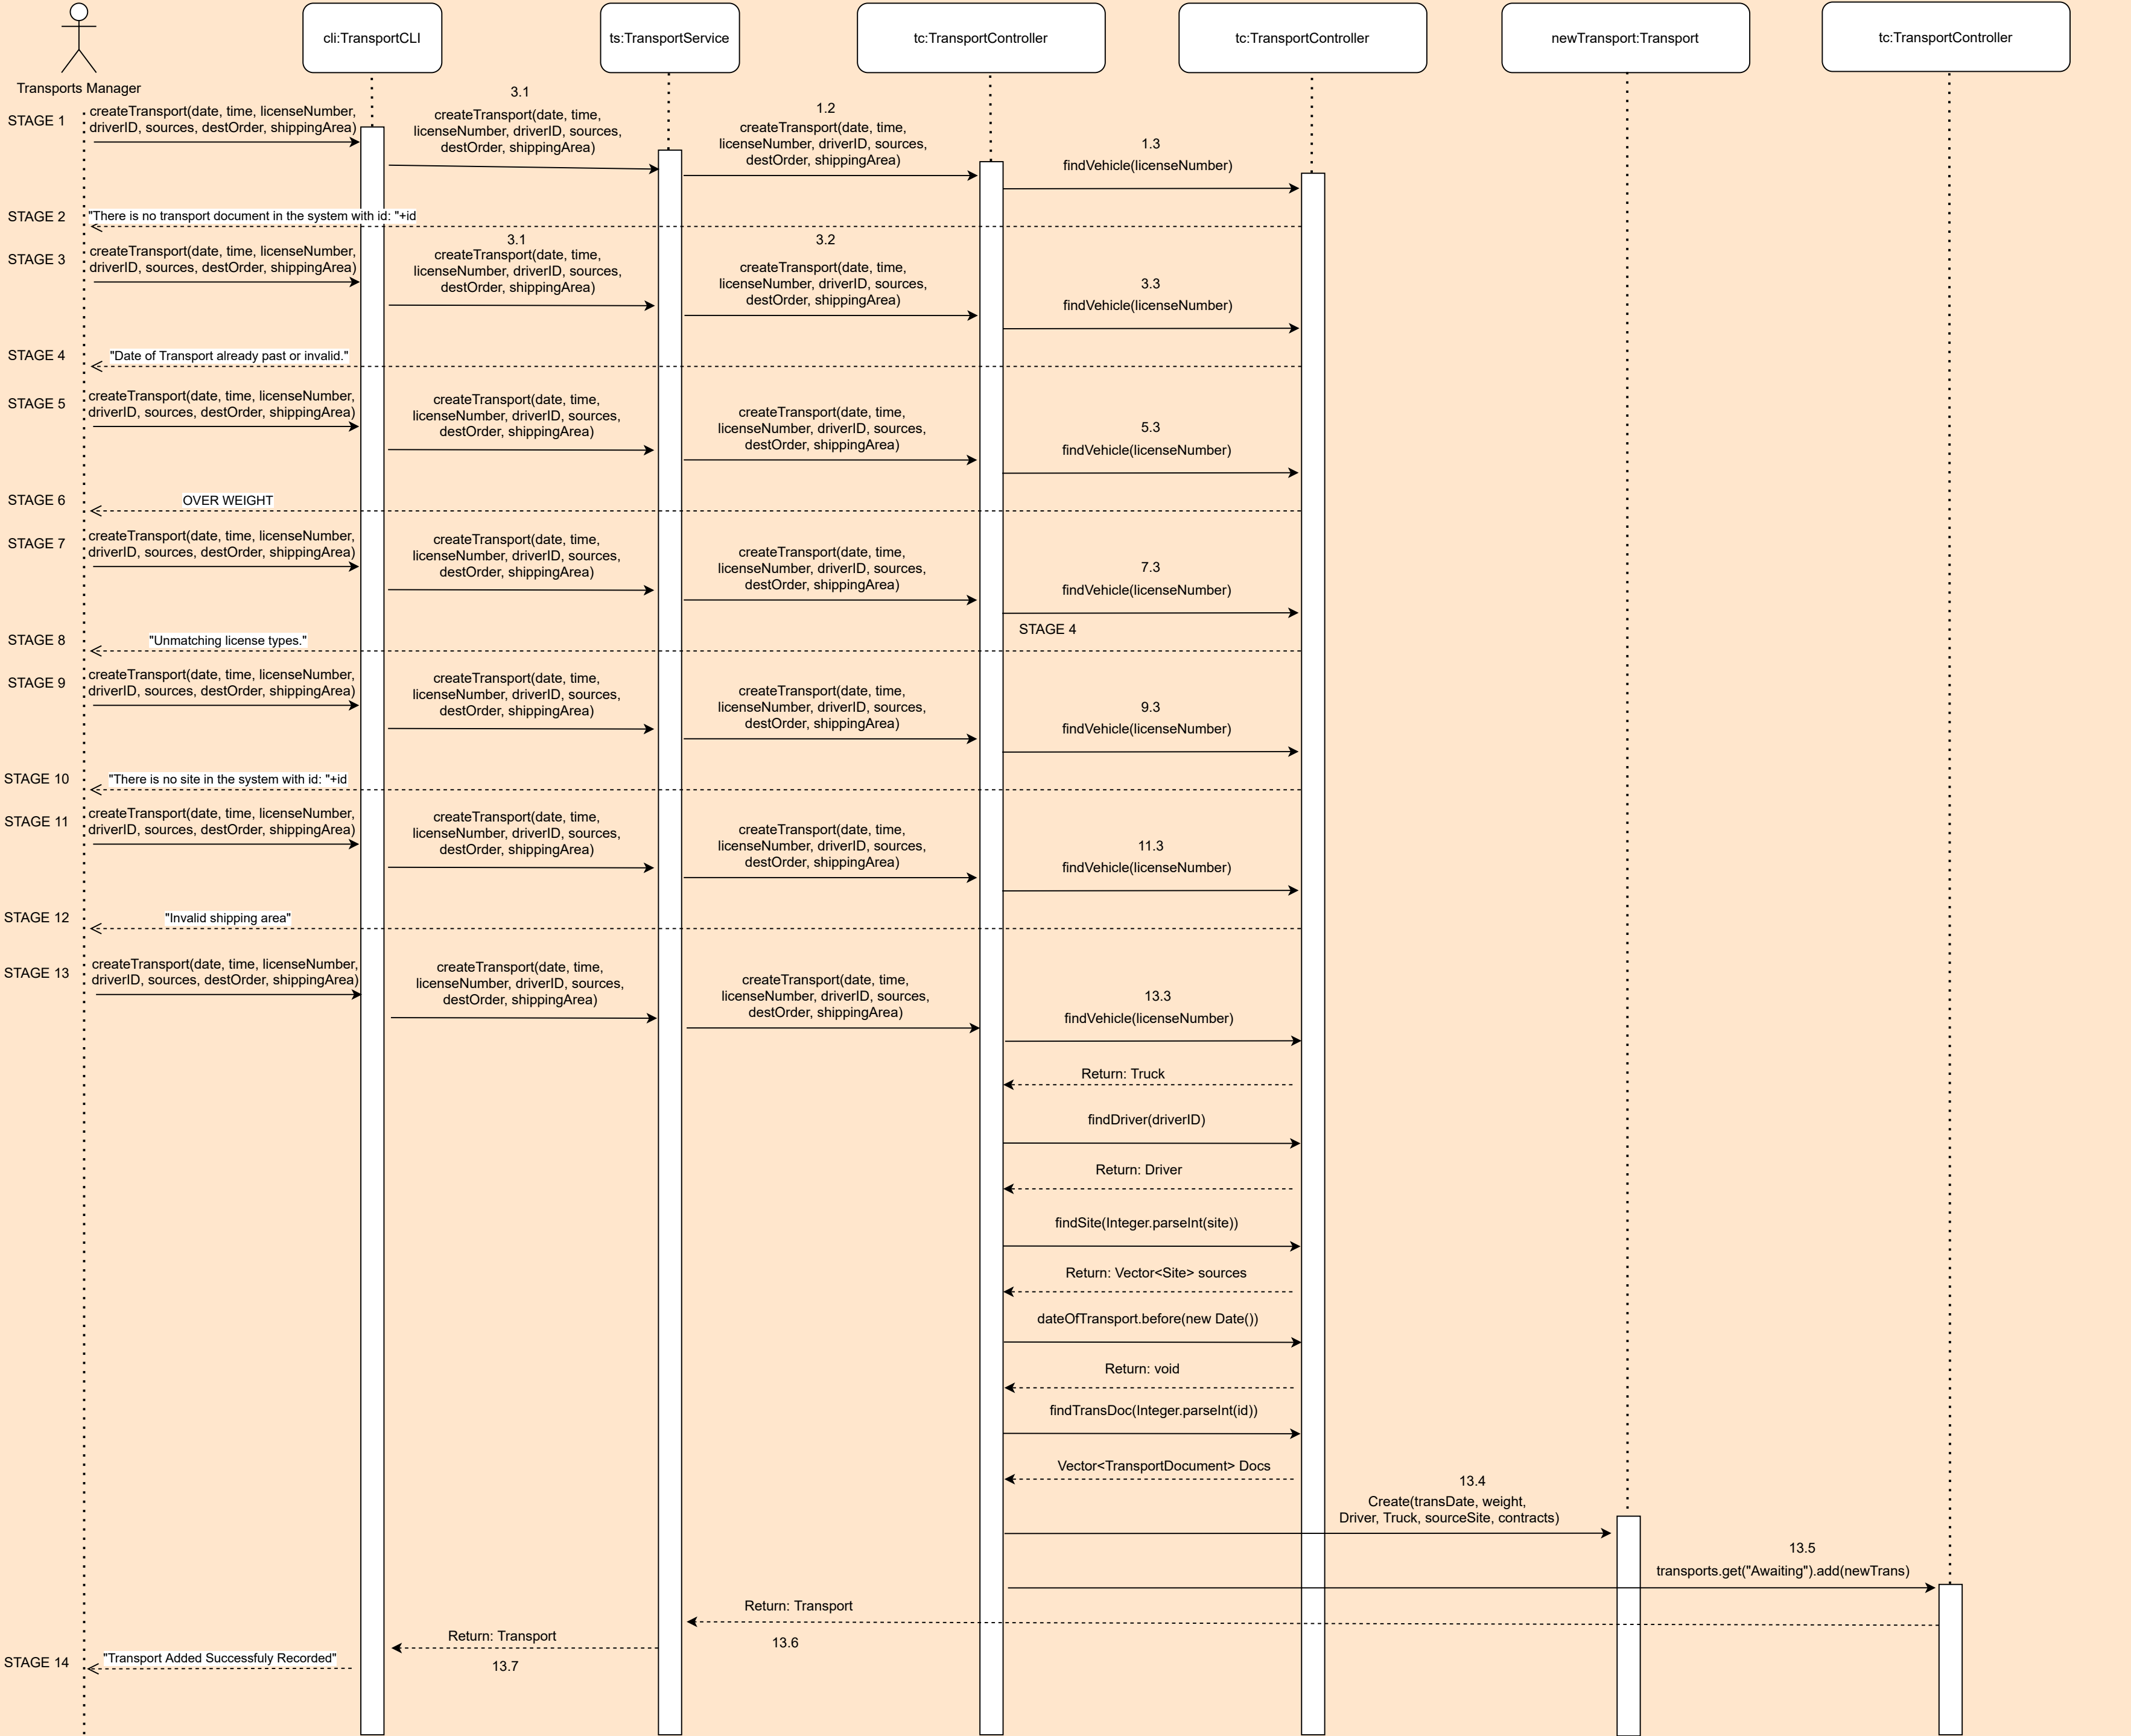 cli:TransportCLI
ts:TransportService
tc:TransportController
tc:TransportController
newTransport:Transport
tc:TransportController
Transports Manager
STAGE 1
createTransport(date, time, licenseNumber,
driverID, sources, destOrder, shippingArea)
3.1
createTransport(date, time,
licenseNumber, driverID, sources,
destOrder, shippingArea)
1.2
createTransport(date, time,
licenseNumber, driverID, sources,
destOrder, shippingArea)
1.3
findVehicle(licenseNumber)
STAGE 2
"There is no transport document in the system with id: "+id
STAGE 3
createTransport(date, time, licenseNumber,
driverID, sources, destOrder, shippingArea)
3.1
createTransport(date, time,
licenseNumber, driverID, sources,
destOrder, shippingArea)
3.2
createTransport(date, time,
licenseNumber, driverID, sources,
destOrder, shippingArea)
3.3
findVehicle(licenseNumber)
STAGE 4
"Date of Transport already past or invalid."
STAGE 5
createTransport(date, time, licenseNumber,
driverID, sources, destOrder, shippingArea)
createTransport(date, time,
licenseNumber, driverID, sources,
destOrder, shippingArea)
createTransport(date, time,
licenseNumber, driverID, sources,
destOrder, shippingArea)
5.3
findVehicle(licenseNumber)
STAGE 6
OVER WEIGHT
STAGE 7
createTransport(date, time, licenseNumber,
driverID, sources, destOrder, shippingArea)
createTransport(date, time,
licenseNumber, driverID, sources,
destOrder, shippingArea)
createTransport(date, time,
licenseNumber, driverID, sources,
destOrder, shippingArea)
7.3
findVehicle(licenseNumber)
STAGE 4
STAGE 8
"Unmatching license types."
STAGE 9
createTransport(date, time, licenseNumber,
driverID, sources, destOrder, shippingArea)
createTransport(date, time,
licenseNumber, driverID, sources,
destOrder, shippingArea)
createTransport(date, time,
licenseNumber, driverID, sources,
destOrder, shippingArea)
9.3
findVehicle(licenseNumber)
STAGE 10
"There is no site in the system with id: "+id
STAGE 11
createTransport(date, time, licenseNumber,
driverID, sources, destOrder, shippingArea)
createTransport(date, time,
licenseNumber, driverID, sources,
destOrder, shippingArea)
createTransport(date, time,
licenseNumber, driverID, sources,
destOrder, shippingArea)
11.3
findVehicle(licenseNumber)
STAGE 12
"Invalid shipping area"
STAGE 13
createTransport(date, time, licenseNumber,
driverID, sources, destOrder, shippingArea)
createTransport(date, time,
licenseNumber, driverID, sources,
destOrder, shippingArea)
createTransport(date, time,
licenseNumber, driverID, sources,
destOrder, shippingArea)
13.3
findVehicle(licenseNumber)
Return: Truck
findDriver(driverID)
Return: Driver
findSite(Integer.parseInt(site))
Return: Vector<Site> sources
dateOfTransport.before(new Date())
Return: void
findTransDoc(Integer.parseInt(id))
Vector<TransportDocument> Docs
13.4
Create(transDate, weight,
Driver, Truck, sourceSite, contracts)
13.5
transports.get("Awaiting").add(newTrans)
Return: Transport
13.6
Return: Transport
13.7
STAGE 14
"Transport Added Successfuly Recorded"